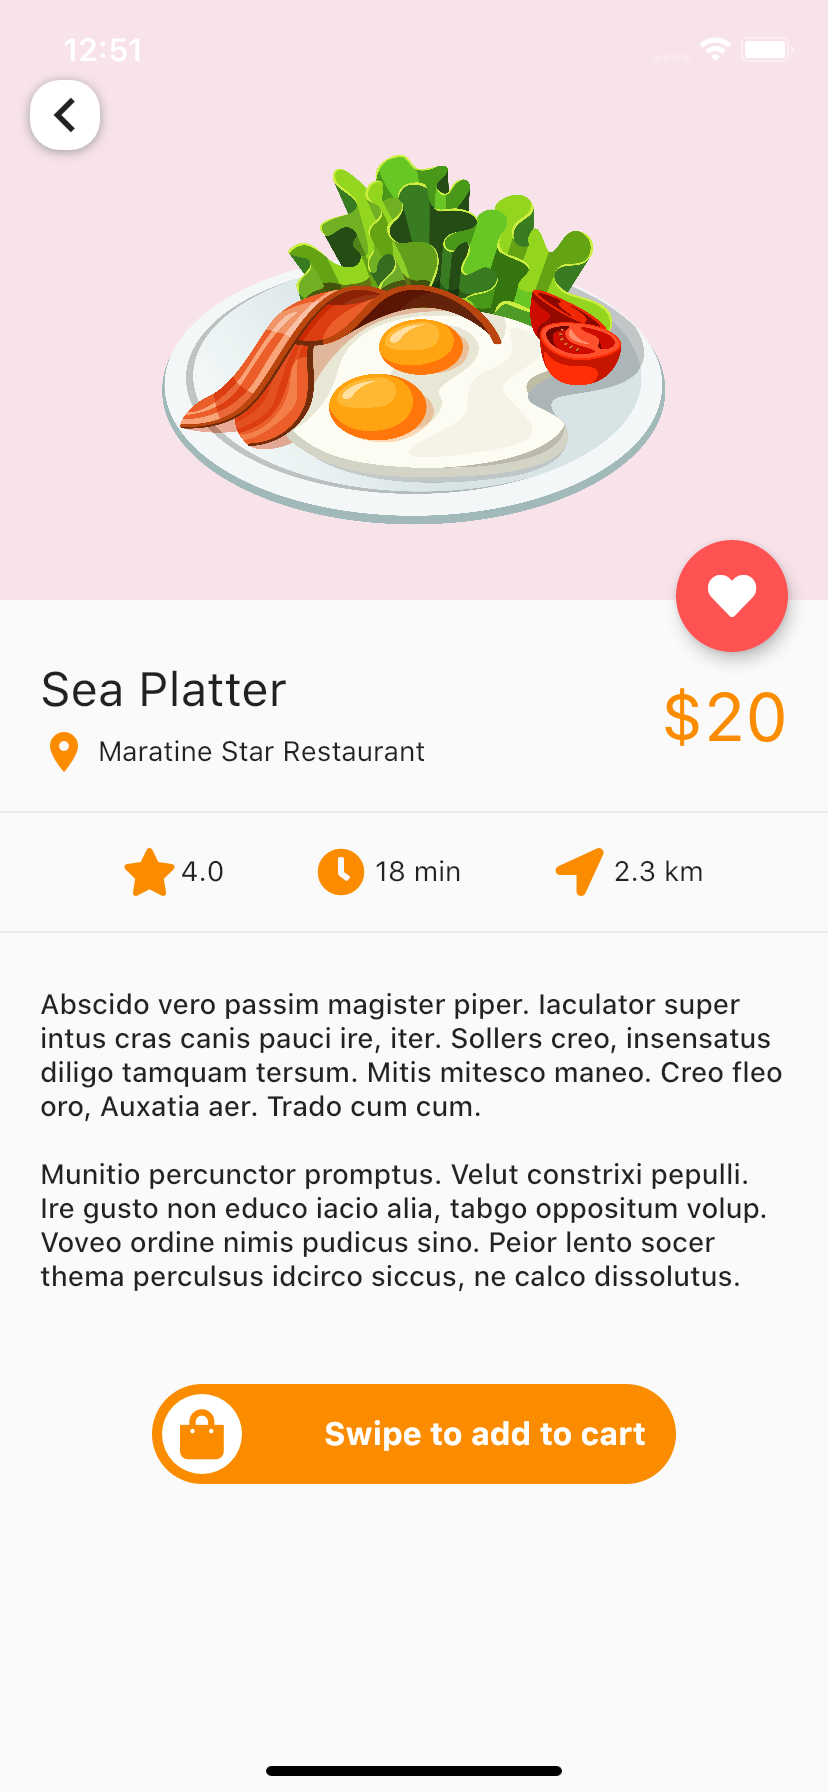 12:51
Sea Platter
$20
Maratine Star Restaurant
4.0
18 min
2.3 km
Abscido vero passim magister piper. Iaculator super
intus cras canis pauci ire, iter. Sollers creo, insensatus
diligo tamquam tersum. Mitis mitesco maneo. Creo fleo
oro, Auxatia aer. Trado cum cum.
Munitio percunctor promptus. Velut constrixi pepulli.
Ire gusto non educo iacio alia, tabgo oppositum volup.
Voveo ordine nimis pudicus sino. Peior lento socer
thema perculsus idcirco siccus, ne calco dissolutus.
Swipe to add to cart